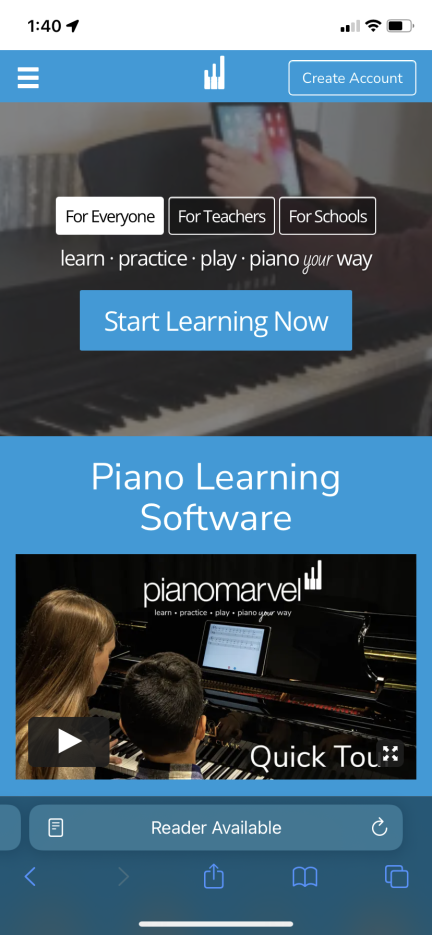 1:40
Create Account
For Everyone For Teachers For Schools
learn · practice · play · piano your way
Start Learning Now
Piano Learning
Software
pianomarvel
learn • practice • play • piano your way
Quick Tou
Reader Available